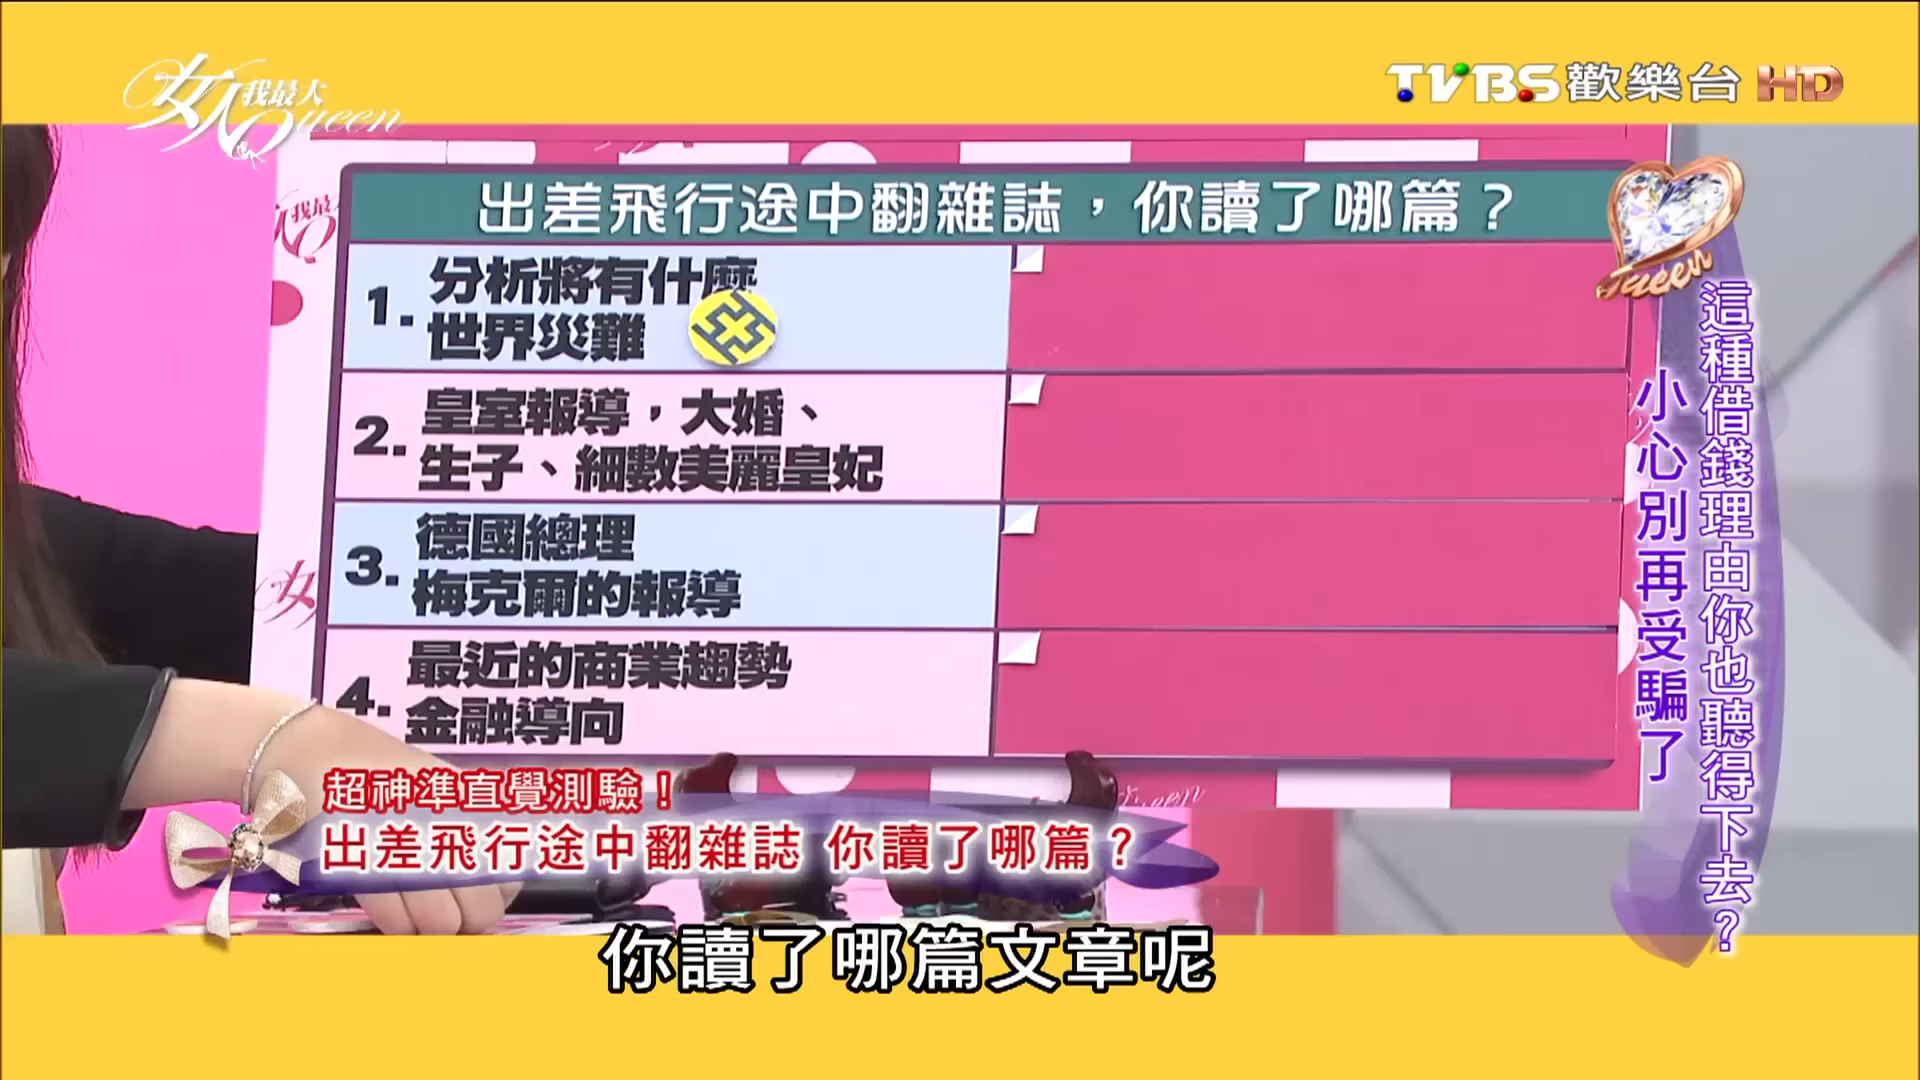 女人我最大
Queen
TVBS歡樂台 HD
出差飛行途中翻雜誌，你讀了哪篇？
1. 分析將有什麼
世界災難
2. 皇室報導，大婚、
生子、細數美麗皇妃
3. 德國總理
梅克爾的報導
4. 最近的商業趨勢
金融導向
Queen
這種借錢理由你也聽得下去？
小心別再受騙了
超神準直覺測驗！
出差飛行途中翻雜誌 你讀了哪篇？
你讀了哪篇文章呢